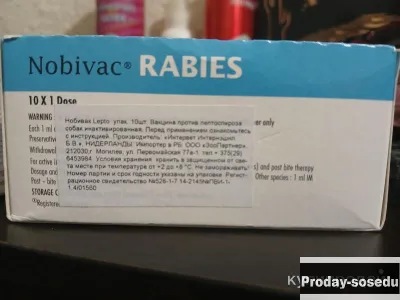 Nobivac® RABIES
10 X 1 Dose
WARNING
Нобивак Lepto упак. 10шт. Вакцина против лептоспироза
собак инактивированная. Перед применением ознакомьтесь
с инструкцией. Производитель: «Интервет Интернэшнл
Б.В.», НИДЕРЛАНДЫ. Импортер в РБ: ООО «ЗооПартнер»,
212030,г. Могилев, ул. Первомайская 77а-1, тел. +375(29)
6453984. Условия хранения: хранить в защищенном от све-
та месте при температуре от +2 до +8 °С. Не замораживать!
Номер партии и срок годности указаны на упаковке. Регист-
рационное свидетельство
er only
Each 1 ml
Preservative
Withdrawal
For active
and post bite therapy
Dosage and
Other species : 1 ml IM
Post - bite
STORAGE
Registere
Proday-sosedu